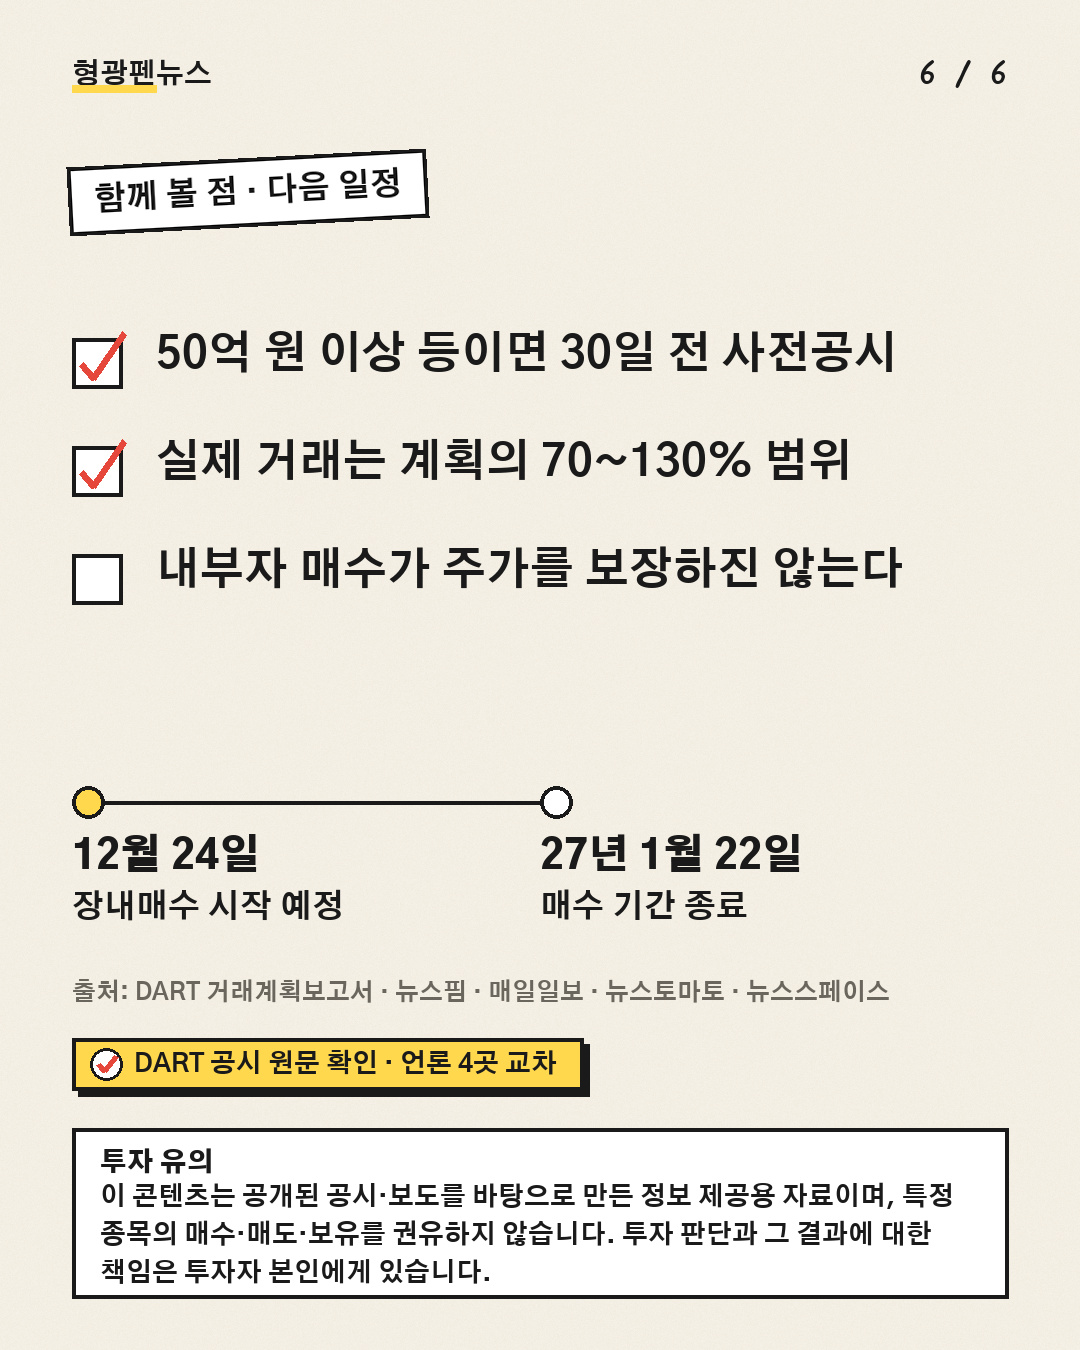 형광펜뉴스
6 / 6
함께 볼 점 · 다음 일정
50억 원 이상 등이면 30일 전 사전공시
실제 거래는 계획의 70~130% 범위
내부자 매수가 주가를 보장하진 않는다
12월 24일
장내매수 시작 예정
27년 1월 22일
매수 기간 종료
출처: DART 거래계획보고서 · 뉴스핌 · 매일일보 · 뉴스토마토 · 뉴스스페이스
DART 공시 원문 확인 · 언론 4곳 교차
투자 유의
이 콘텐츠는 공개된 공시·보도를 바탕으로 만든 정보 제공용 자료이며, 특정
종목의 매수·매도·보유를 권유하지 않습니다. 투자 판단과 그 결과에 대한
책임은 투자자 본인에게 있습니다.